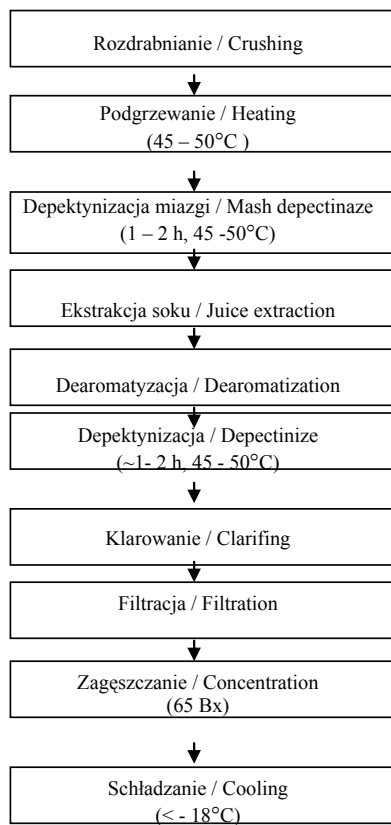 Rozdrabnianie / Crushing
Podgrzewanie / Heating
(45 – 50°C )
Depektynizacja miazgi / Mash depectinaze
(1 – 2 h, 45 -50°C)
Ekstrakcja soku / Juice extraction
Dearomatyzacja / Dearomatization
Depektynizacja / Depectinize
(~1- 2 h, 45 - 50°C)
Klarowanie / Clarifing
Filtracja / Filtration
Zagęszczanie / Concentration
(65 Bx)
Schładzanie / Cooling
(< - 18°C)